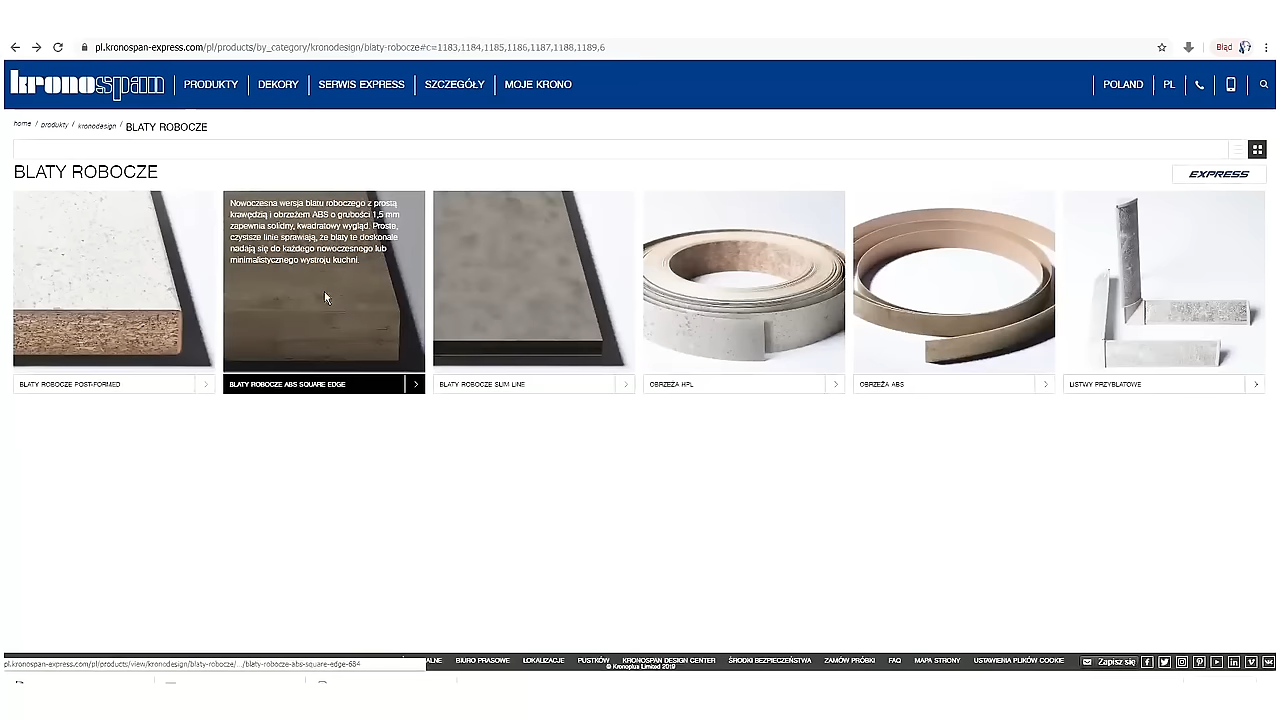 pl.kronospan-express.com/pl/products/by_category/kronodesign/blaty-robocze#c=1183,1184,1185,1186,1187,1188,1189,6
Błąd
kronospan
PRODUKTY
DEKORY
SERWIS EXPRESS
SZCZEGÓŁY
MOJE KRONO
POLAND
PL
home / produkty / kronodesign / BLATY ROBOCZE
BLATY ROBOCZE
EXPRESS
Nowoczesna wersja blatu roboczego z prostą
krawędzią i obrzeżem ABS o grubości 1,5 mm
zapewnia solidny, kwadratowy wygląd. Proste,
czystsze linie sprawiają, że blaty te doskonale
nadają się do każdego nowoczesnego lub
minimalistycznego wystroju kuchni.
BLATY ROBOCZE POSTFORMED
BLATY ROBOCZE ABS SQUARE EDGE
BLATY ROBOCZE SLIM LINE
OBRZEŻA HPL
OBRZEŻA ABS
LISTWY PRZYBLATOWE
pl.kronospan-express.com/pl/products/view/kronodesign/blaty-robocze/.../blaty-robocze-abs-square-edge-684
ALNE
BIURO PRASOWE
LOKALIZACJE
PUSTKÓW
KRONOSPAN DESIGN CENTER
ŚRODKI BEZPIECZEŃSTWA
ZAMÓW PRÓBKI
FAQ
MAPA STRONY
USTAWIENIA PLIKÓW COOKIE
Zapisz się
© Kronoplus Limited 2019